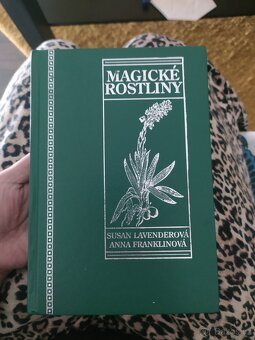 MAGICKÉ
ROSTLINY
SUSAN LAVENDEROVÁ
ANNA FRANKLINOVÁ